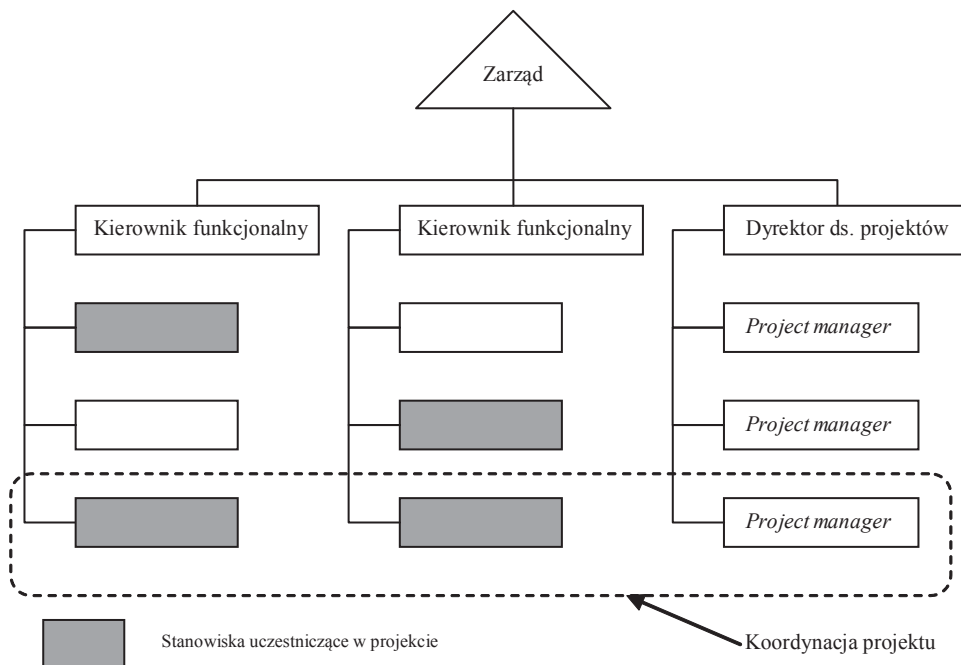 Zarząd
Kierownik funkcjonalny
Kierownik funkcjonalny
Dyrektor ds. projektów
Project manager
Project manager
Project manager
Stanowiska uczestniczące w projekcie
Koordynacja projektu